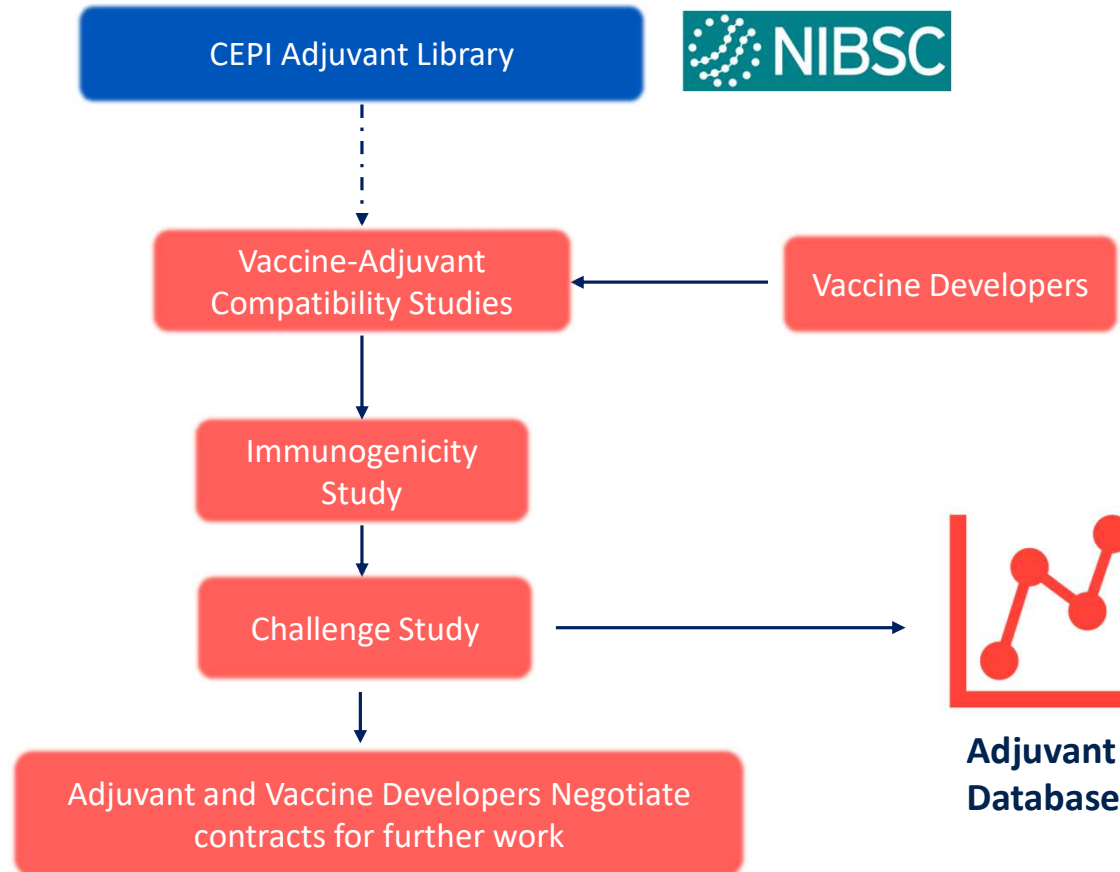 CEPI Adjuvant Library
NIBSC
Vaccine-Adjuvant
Compatibility Studies
Vaccine Developers
Immunogenicity
Study
Challenge Study
Adjuvant
Database
Adjuvant and Vaccine Developers Negotiate
contracts for further work